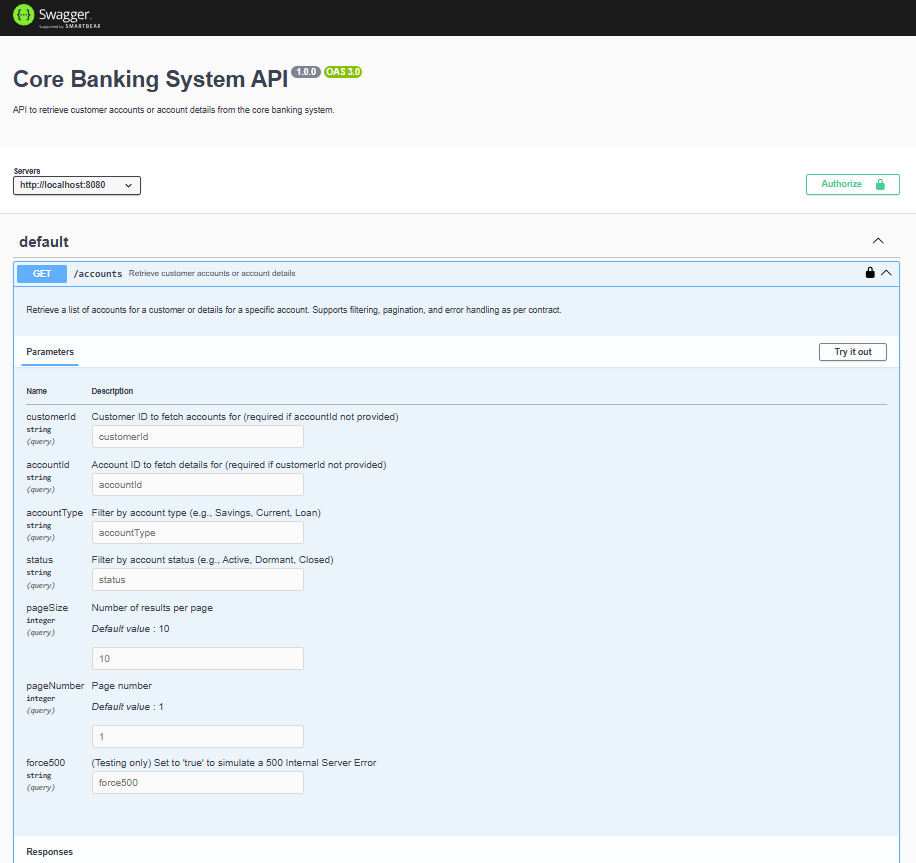 Swagger.
Supported by SMARTBEAR
Core Banking System API 1.0.0 OAS 3.0
API to retrieve customer accounts or account details from the core banking system.
Servers
http://localhost:8080
Authorize
default
GET /accounts Retrieve customer accounts or account details
Retrieve a list of accounts for a customer or details for a specific account. Supports filtering, pagination, and error handling as per contract.
Parameters
Try it out
Name Description
customerId Customer ID to fetch accounts for (required if accountId not provided)
string
(query)
customerId
accountId Account ID to fetch details for (required if customerId not provided)
string
(query)
accountId
accountType Filter by account type (e.g., Savings, Current, Loan)
string
(query)
accountType
status Filter by account status (e.g., Active, Dormant, Closed)
string
(query)
status
pageSize Number of results per page
integer
(query)
Default value : 10
10
pageNumber Page number
integer
(query)
Default value : 1
1
force500 (Testing only) Set to 'true' to simulate a 500 Internal Server Error
string
(query)
force500
Responses